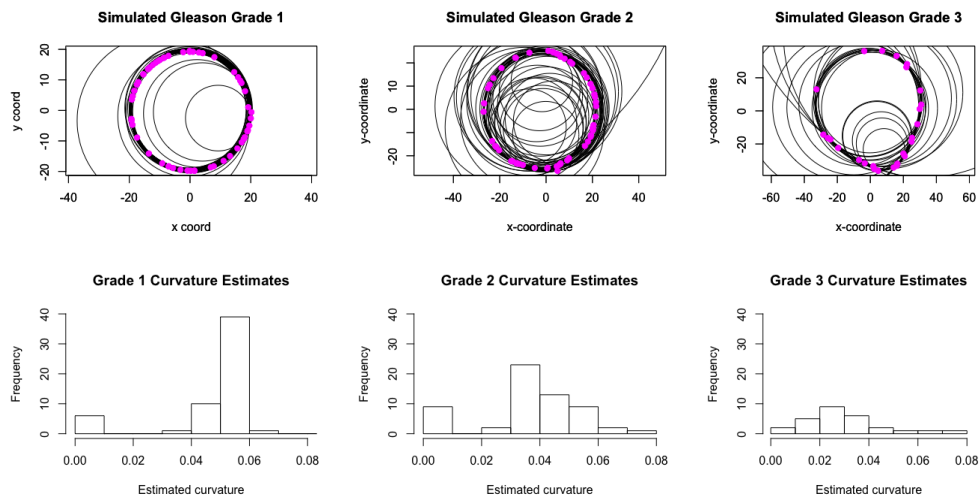 Simulated Gleason Grade 1
y coord
20
10
0
-10
-20
-40 -20 0 20 40
x coord
Simulated Gleason Grade 2
y-coordinate
20
0
-20
-40 -20 0 20 40
x-coordinate
Simulated Gleason Grade 3
y-coordinate
20
0
-20
-60 -40 -20 0 20 40 60
x-coordinate
Grade 1 Curvature Estimates
Frequency
40
30
20
10
0
0.00 0.02 0.04 0.06 0.08
Estimated curvature
Grade 2 Curvature Estimates
Frequency
40
30
20
10
0
0.00 0.02 0.04 0.06 0.08
Estimated curvature
Grade 3 Curvature Estimates
Frequency
40
30
20
10
0
0.00 0.02 0.04 0.06 0.08
Estimated curvature